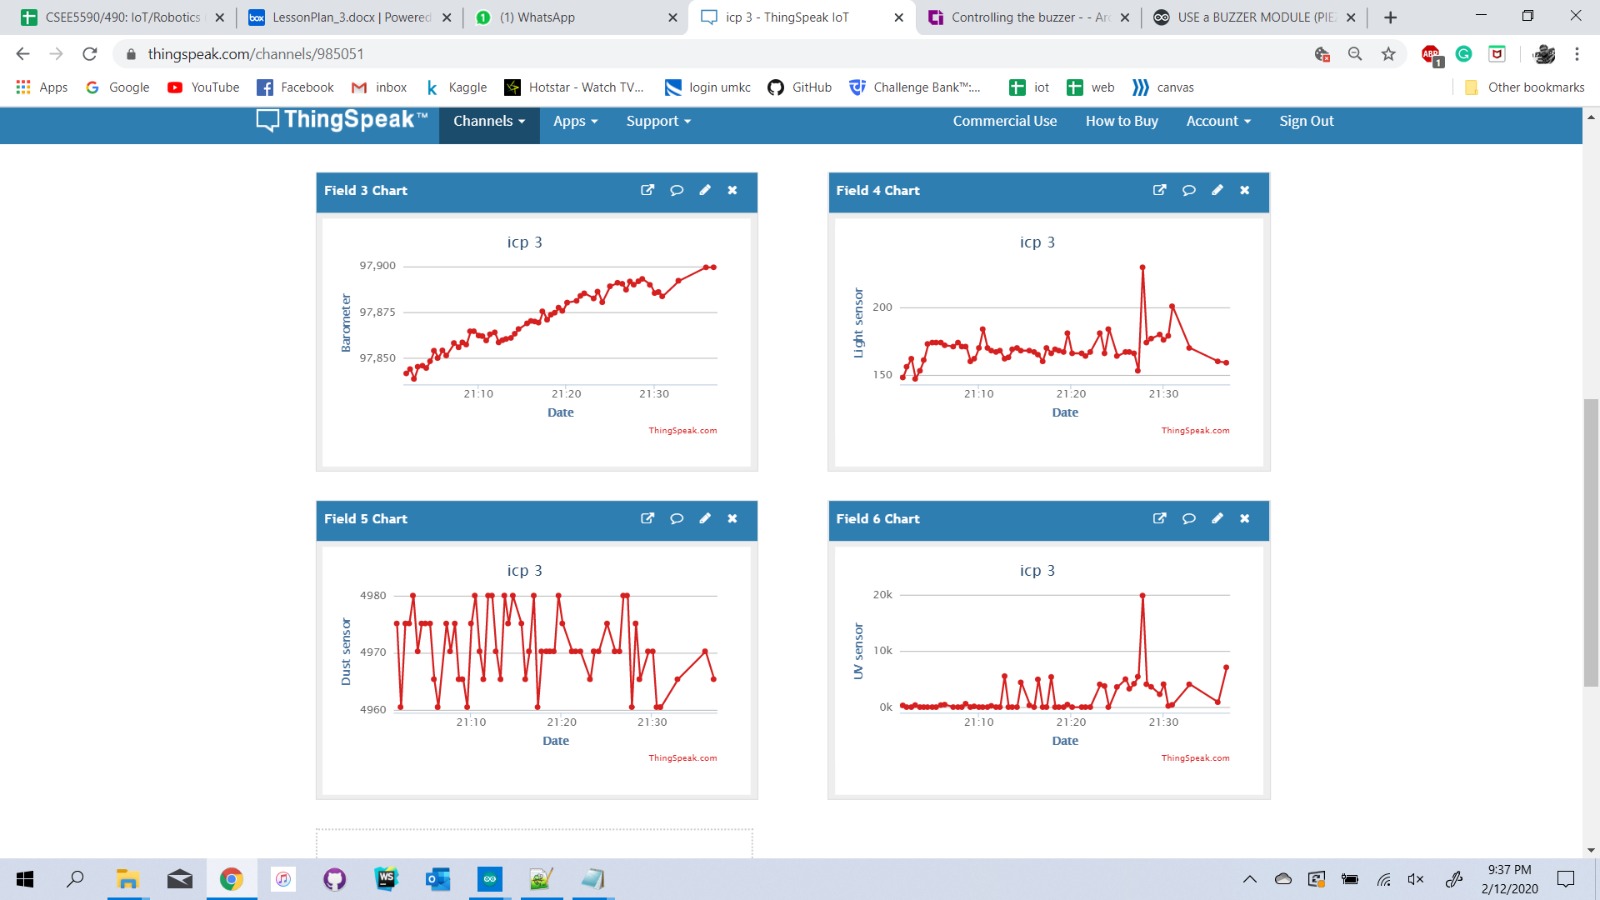 CSEE5590/490: IoT/Robotics
LessonPlan_3.docx | Powered
(1) WhatsApp
icp 3 - ThingSpeak IoT
Controlling the buzzer - - Arc
USE a BUZZER MODULE (PIE
thingspeak.com/channels/985051
Apps
Google
YouTube
Facebook
inbox
Kaggle
Hotstar - Watch TV...
login umkc
GitHub
Challenge Bank™:...
iot
web
canvas
Other bookmarks
ThingSpeak™
Channels
Apps
Support
Commercial Use
How to Buy
Account
Sign Out
Field 3 Chart
icp 3
Barometer
97,900
97,875
97,850
21:10 21:20 21:30
Date
ThingSpeak.com
Field 4 Chart
icp 3
Light sensor
200
150
21:10 21:20 21:30
Date
ThingSpeak.com
Field 5 Chart
icp 3
Dust sensor
4980
4970
4960
21:10 21:20 21:30
Date
ThingSpeak.com
Field 6 Chart
icp 3
UV sensor
20k
10k
0k
21:10 21:20 21:30
Date
ThingSpeak.com
9:37 PM
2/12/2020